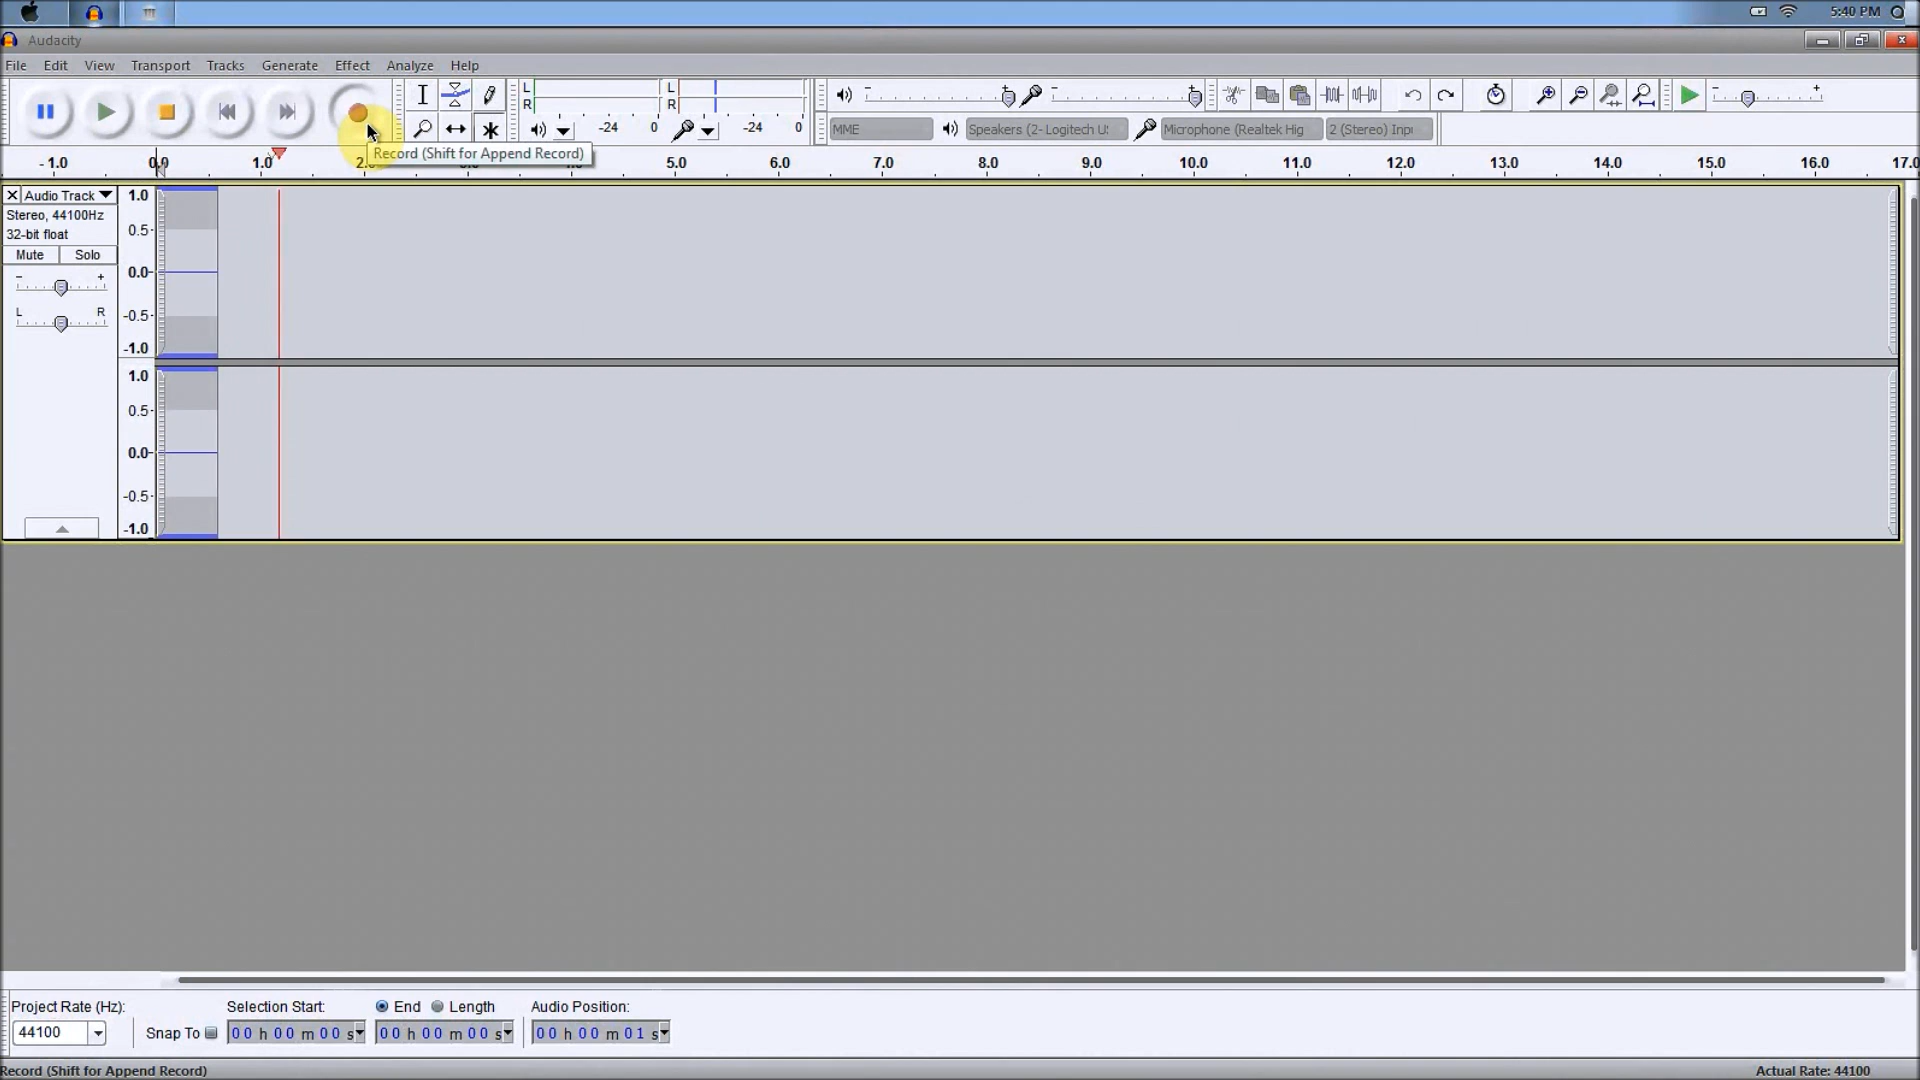 5:40 PM
Audacity
File Edit View Transport Tracks Generate Effect Analyze Help
L R
L R
-24 0
-24 0
MME
Speakers (2- Logitech U:
Microphone (Realtek Hig
2 (Stereo) Inpu
Record (Shift for Append Record)
- 1.0 0.0 1.0 5.0 6.0 7.0 8.0 9.0 10.0 11.0 12.0 13.0 14.0 15.0 16.0 17.0
Audio Track
Stereo, 44100Hz
32-bit float
Mute Solo
- +
L R
1.0
0.5-
0.0-
-0.5-
-1.0
1.0
0.5-
0.0-
-0.5-
-1.0
Project Rate (Hz): Selection Start: End Length Audio Position:
44100 Snap To 00 h 00 m 00 s 00 h 00 m 00 s 00 h 00 m 01 s
Record (Shift for Append Record) Actual Rate: 44100